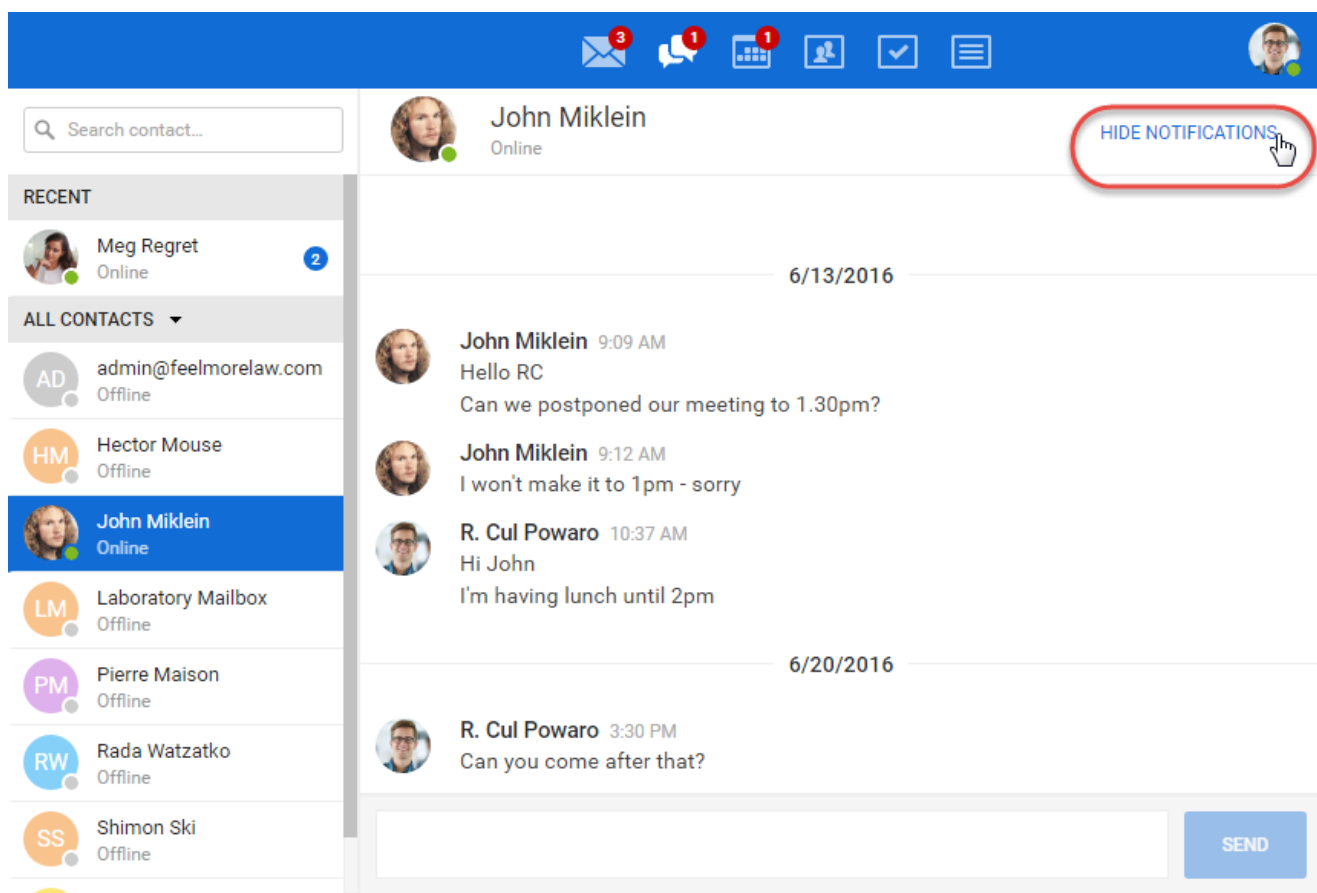 3
1
1
Search contact...
RECENT
Meg Regret
Online
2
ALL CONTACTS
AD
admin@feelmorelaw.com
Offline
HM
Hector Mouse
Offline
John Miklein
Online
LM
Laboratory Mailbox
Offline
PM
Pierre Maison
Offline
RW
Rada Watzatko
Offline
SS
Shimon Ski
Offline
John Miklein
Online
HIDE NOTIFICATIONS
6/13/2016
John Miklein 9:09 AM
Hello RC
Can we postponed our meeting to 1.30pm?
John Miklein 9:12 AM
I won't make it to 1pm - sorry
R. Cul Powaro 10:37 AM
Hi John
I'm having lunch until 2pm
6/20/2016
R. Cul Powaro 3:30 PM
Can you come after that?
SEND